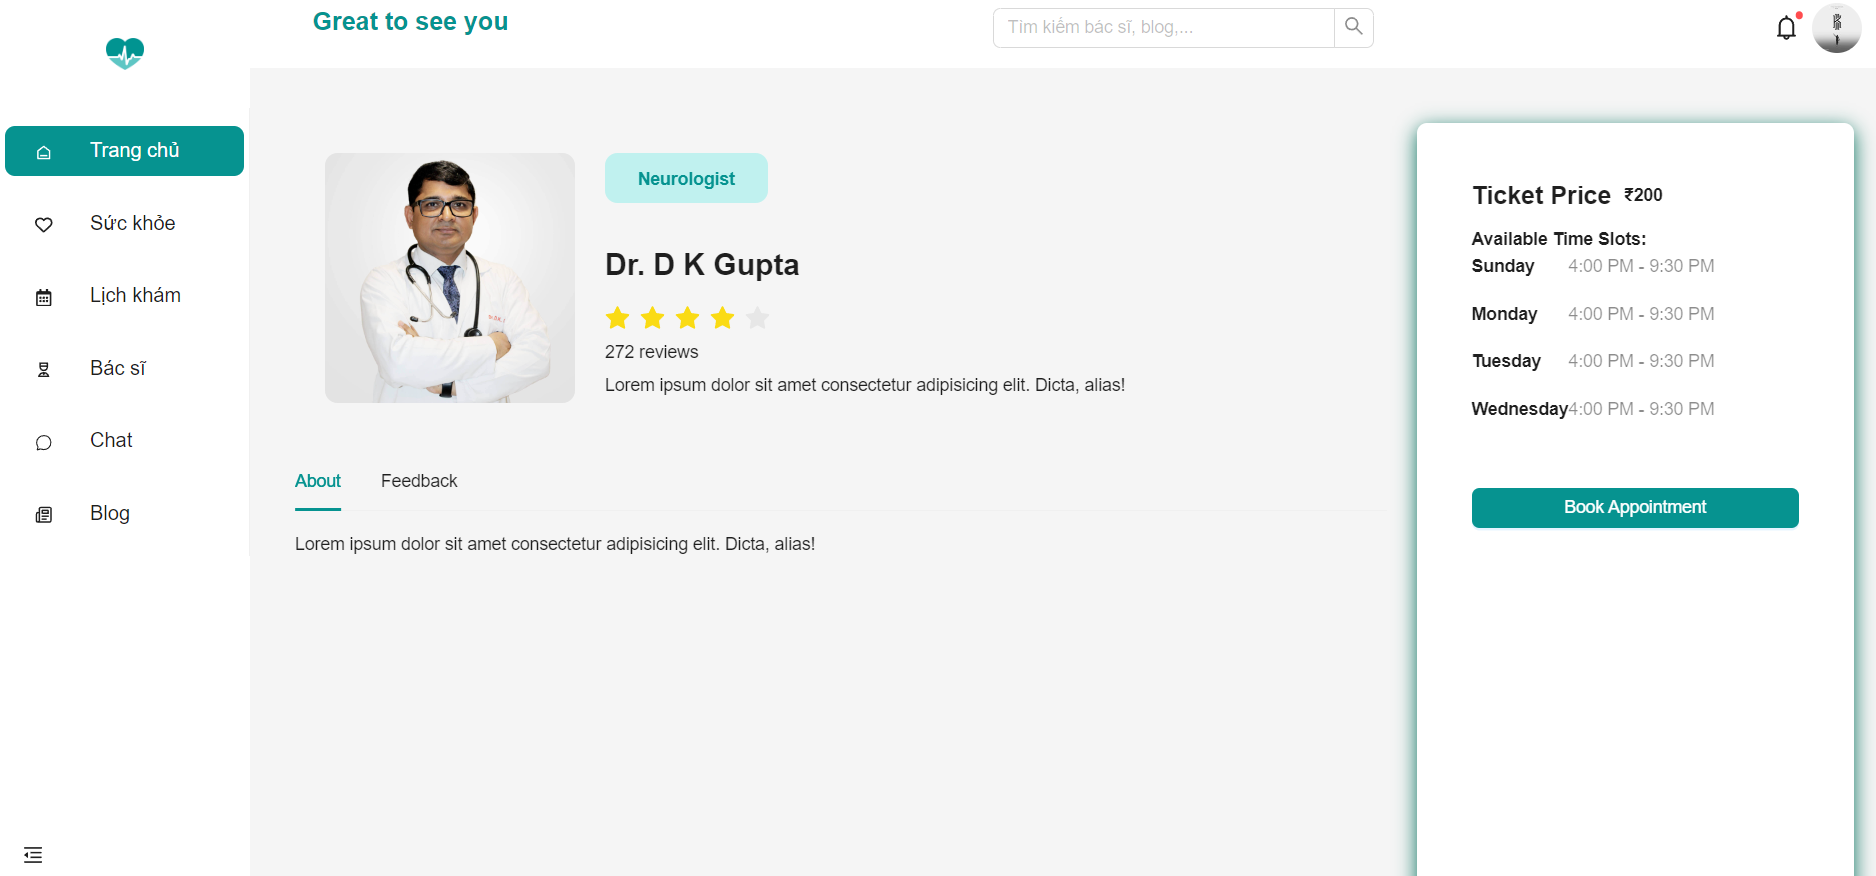 Great to see you
Tìm kiếm bác sĩ, blog,...
Trang chủ
Sức khỏe
Lịch khám
Bác sĩ
Chat
Blog
Neurologist
Dr. D K Gupta
272 reviews
Lorem ipsum dolor sit amet consectetur adipisicing elit. Dicta, alias!
About Feedback
Lorem ipsum dolor sit amet consectetur adipisicing elit. Dicta, alias!
Ticket Price ₹200
Available Time Slots:
Sunday 4:00 PM - 9:30 PM
Monday 4:00 PM - 9:30 PM
Tuesday 4:00 PM - 9:30 PM
Wednesday 4:00 PM - 9:30 PM
Book Appointment